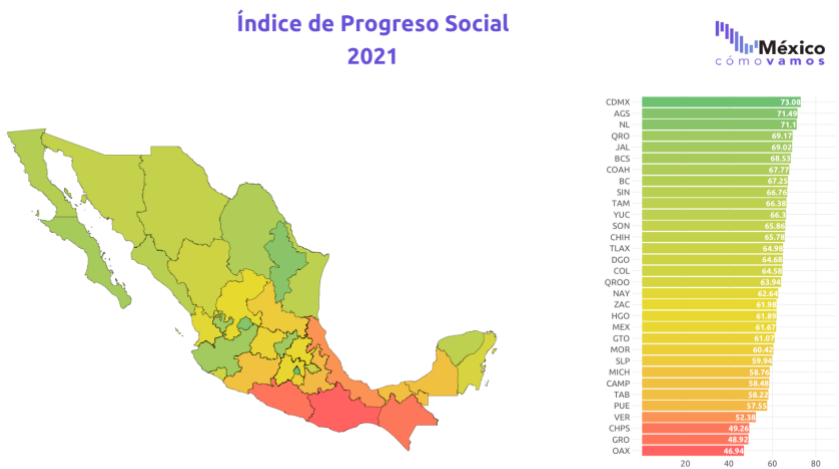 Índice de Progreso Social
2021
México
cómovamos
CDMX 73.08
AGS 71.49
NL 71.1
QRO 69.17
JAL 69.02
BCS 68.53
COAH 67.77
BC 67.25
SIN 66.76
TAM 66.38
YUC 66.3
SON 65.86
CHIH 65.78
TLAX 64.98
DGO 64.68
COL 64.58
QROO 63.94
NAY 62.64
ZAC 61.98
HGO 61.89
MEX 61.67
GTO 61.07
MOR 60.42
SLP 59.94
MICH 58.76
CAMP 58.48
TAB 58.22
PUE 57.55
VER 52.38
CHPS 49.26
GRO 48.92
OAX 46.94
20 40 60 80